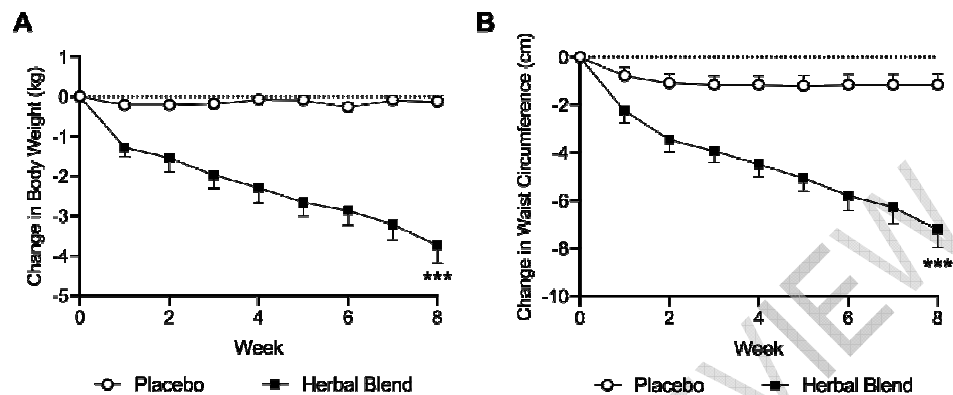 A
Change in Body Weight (kg)
1
0
-1
-2
-3
-4
-5
0 2 4 6 8
***
Week
Placebo Herbal Blend
B
Change in Waist Circumference (cm)
0
-2
-4
-6
-8
-10
0 2 4 6 8
***
Week
Placebo Herbal Blend
VIEW